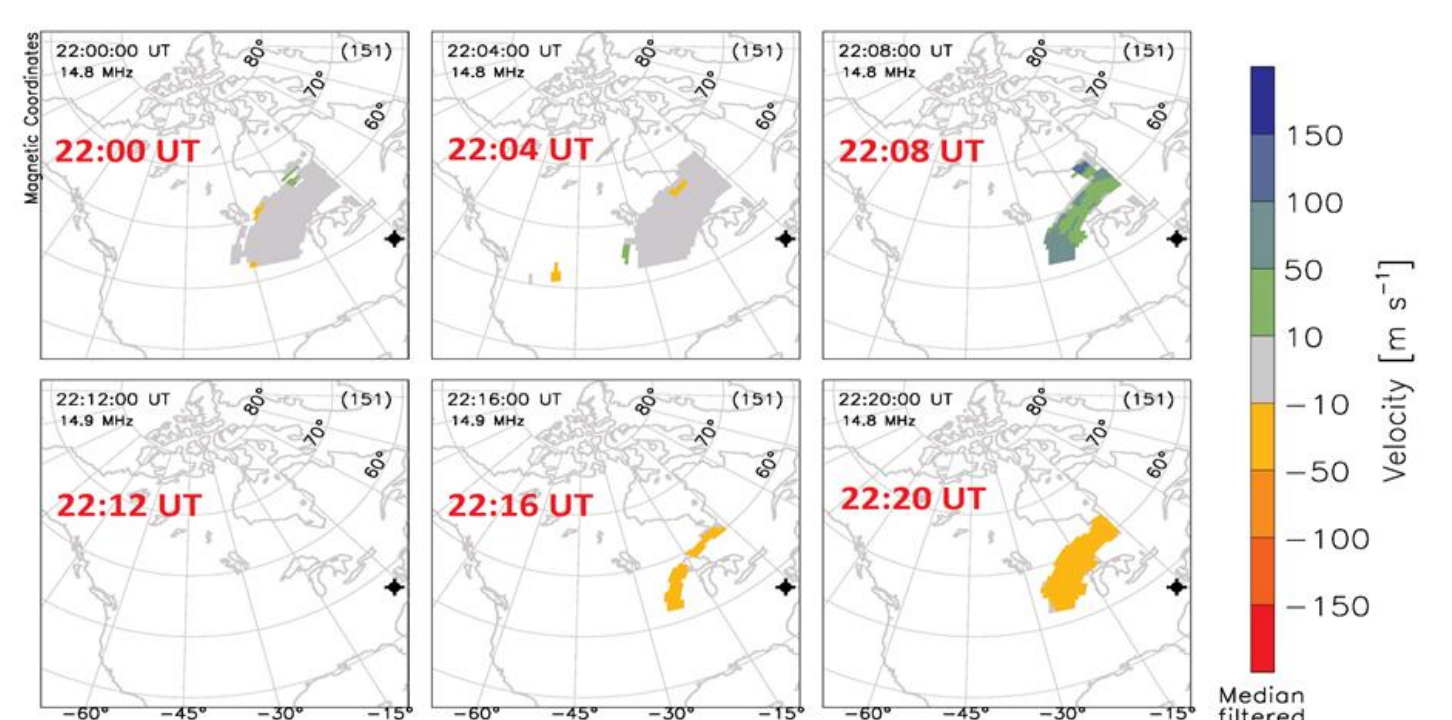 Magnetic Coordinates
22:00:00 UT (151)
14.8 MHz
80°
70°
60°
22:00 UT
22:04:00 UT (151)
14.8 MHz
80°
70°
60°
22:04 UT
22:08:00 UT (151)
14.8 MHz
80°
70°
60°
22:08 UT
22:12:00 UT (151)
14.9 MHz
80°
70°
60°
22:12 UT
-60° -45° -30° -15°
22:16:00 UT (151)
14.9 MHz
80°
70°
60°
22:16 UT
-60° -45° -30° -15°
22:20:00 UT (151)
14.8 MHz
80°
70°
60°
22:20 UT
-60° -45° -30° -15°
150
100
50
10
-10
-50
-100
-150
Velocity [m s⁻¹]
Median
filtered